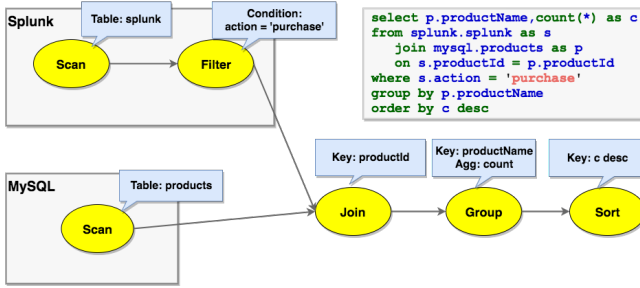 Splunk
Table: splunk
Condition:
action = 'purchase'
Scan
Filter
select p.productName,count(*) as c
from splunk.splunk as s
join mysql.products as p
on s.productId = p.productId
where s.action = 'purchase'
group by p.productName
order by c desc
MySQL
Table: products
Scan
Key: productId
Key: productName
Agg: count
Key: c desc
Join
Group
Sort